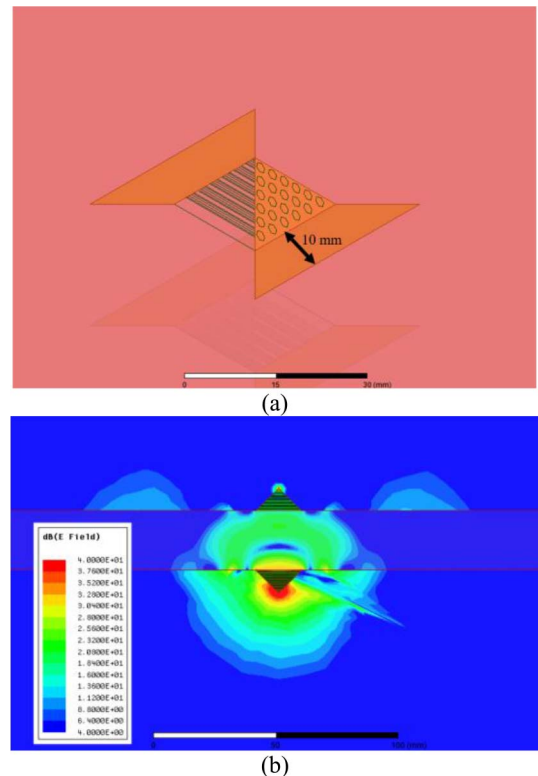 10 mm
0 15 30 (mm)
(a)
dB(E Field)
4.0000E+01
3.7600E+01
3.5200E+01
3.2800E+01
3.0400E+01
2.8000E+01
2.5600E+01
2.3200E+01
2.0800E+01
1.8400E+01
1.6000E+01
1.3600E+01
1.1200E+01
8.8000E+00
6.4000E+00
4.0000E+00
0 50 100 (mm)
(b)